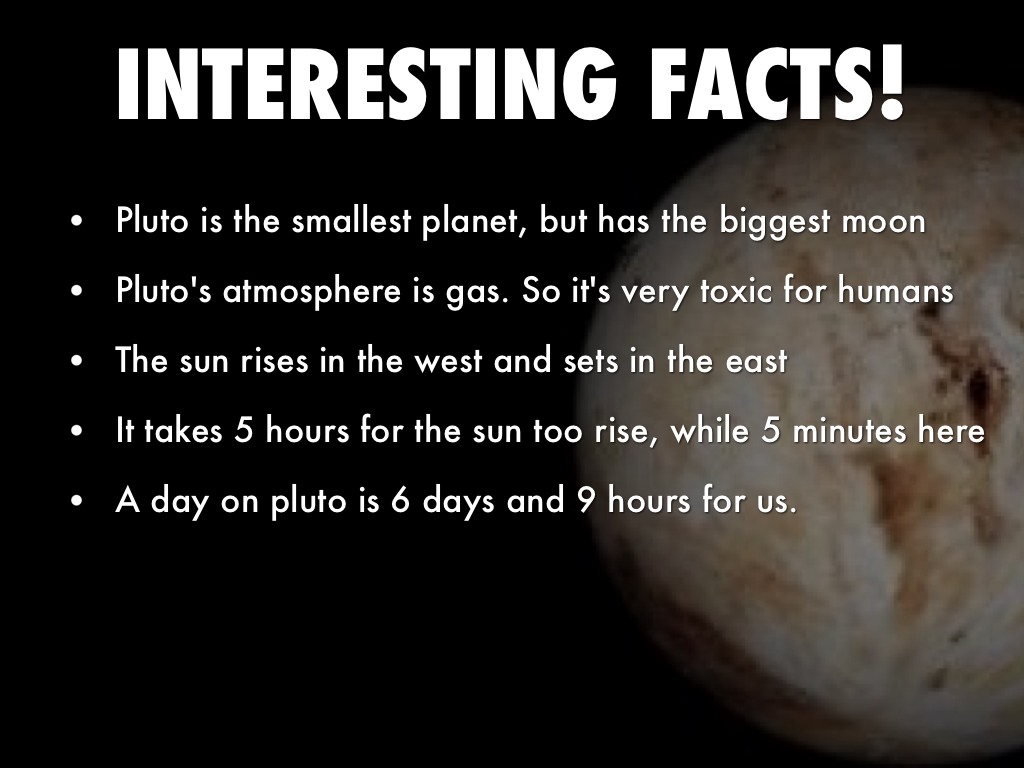 INTERESTING FACTS!
• Pluto is the smallest planet, but has the biggest moon
• Pluto's atmosphere is gas. So it's very toxic for humans
• The sun rises in the west and sets in the east
• It takes 5 hours for the sun too rise, while 5 minutes here
• A day on pluto is 6 days and 9 hours for us.